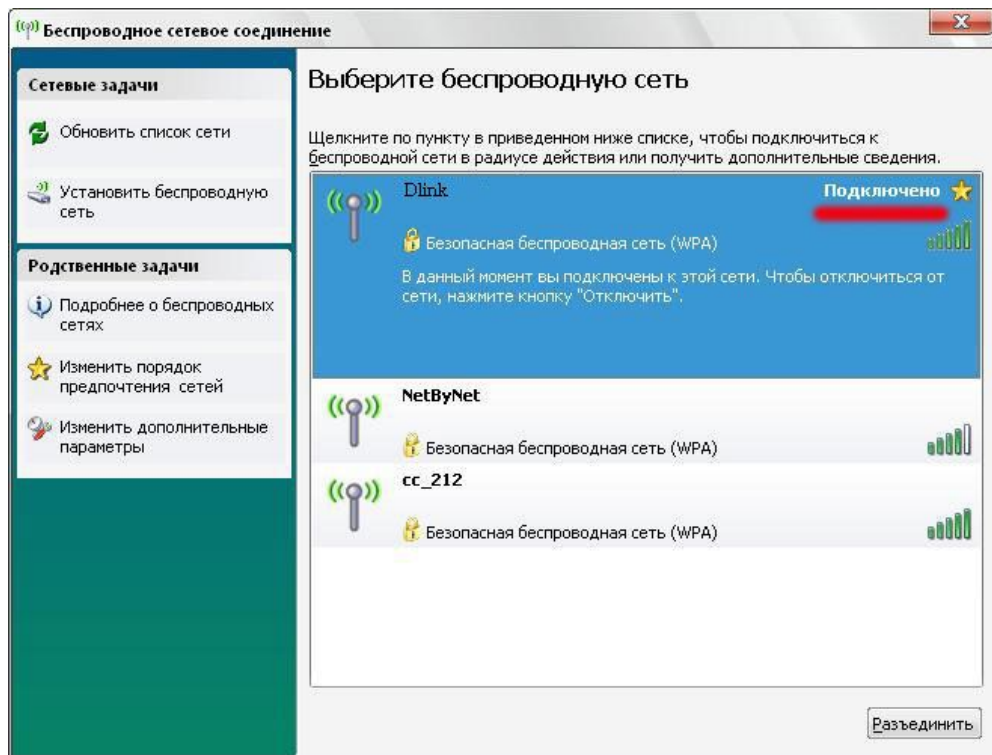 Беспроводное сетевое соединение
Сетевые задачи
Обновить список сети
Установить беспроводную
сеть
Родственные задачи
Подробнее о беспроводных
сетях
Изменить порядок
предпочтения сетей
Изменить дополнительные
параметры
Выберите беспроводную сеть
Щелкните по пункту в приведенном ниже списке, чтобы подключиться к
беспроводной сети в радиусе действия или получить дополнительные сведения.
Dlink
Подключено
Безопасная беспроводная сеть (WPA)
В данный момент вы подключены к этой сети. Чтобы отключиться от
сети, нажмите кнопку "Отключить".
NetByNet
Безопасная беспроводная сеть (WPA)
cc_212
Безопасная беспроводная сеть (WPA)
Разъединить